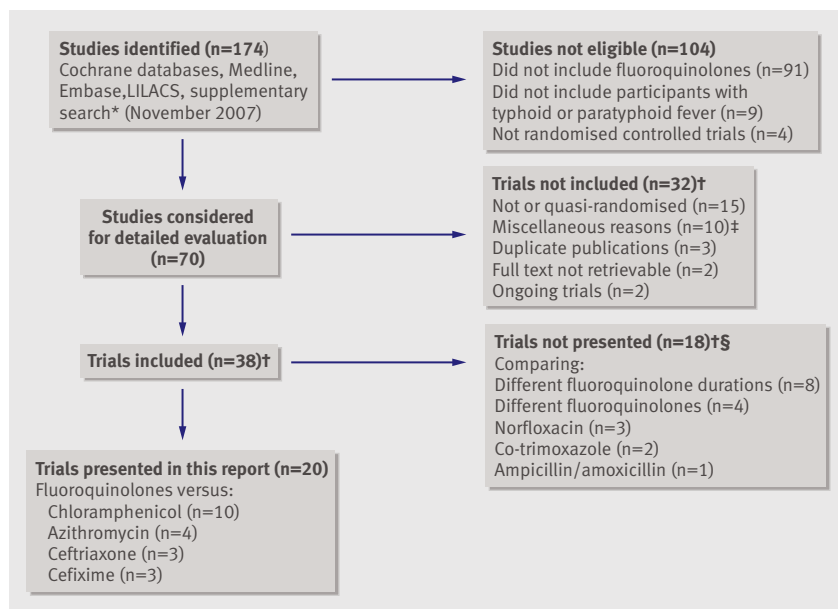 Studies identified (n=174)
Cochrane databases, Medline,
Embase,LILACS, supplementary
search* (November 2007)
Studies not eligible (n=104)
Did not include fluoroquinolones (n=91)
Did not include participants with
typhoid or paratyphoid fever (n=9)
Not randomised controlled trials (n=4)
Studies considered
for detailed evaluation
(n=70)
Trials not included (n=32)†
Not or quasi-randomised (n=15)
Miscellaneous reasons (n=10)‡
Duplicate publications (n=3)
Full text not retrievable (n=2)
Ongoing trials (n=2)
Trials included (n=38)†
Trials not presented (n=18)†§
Comparing:
Different fluoroquinolone durations (n=8)
Different fluoroquinolones (n=4)
Norfloxacin (n=3)
Co-trimoxazole (n=2)
Ampicillin/amoxicillin (n=1)
Trials presented in this report (n=20)
Fluoroquinolones versus:
Chloramphenicol (n=10)
Azithromycin (n=4)
Ceftriaxone (n=3)
Cefixime (n=3)